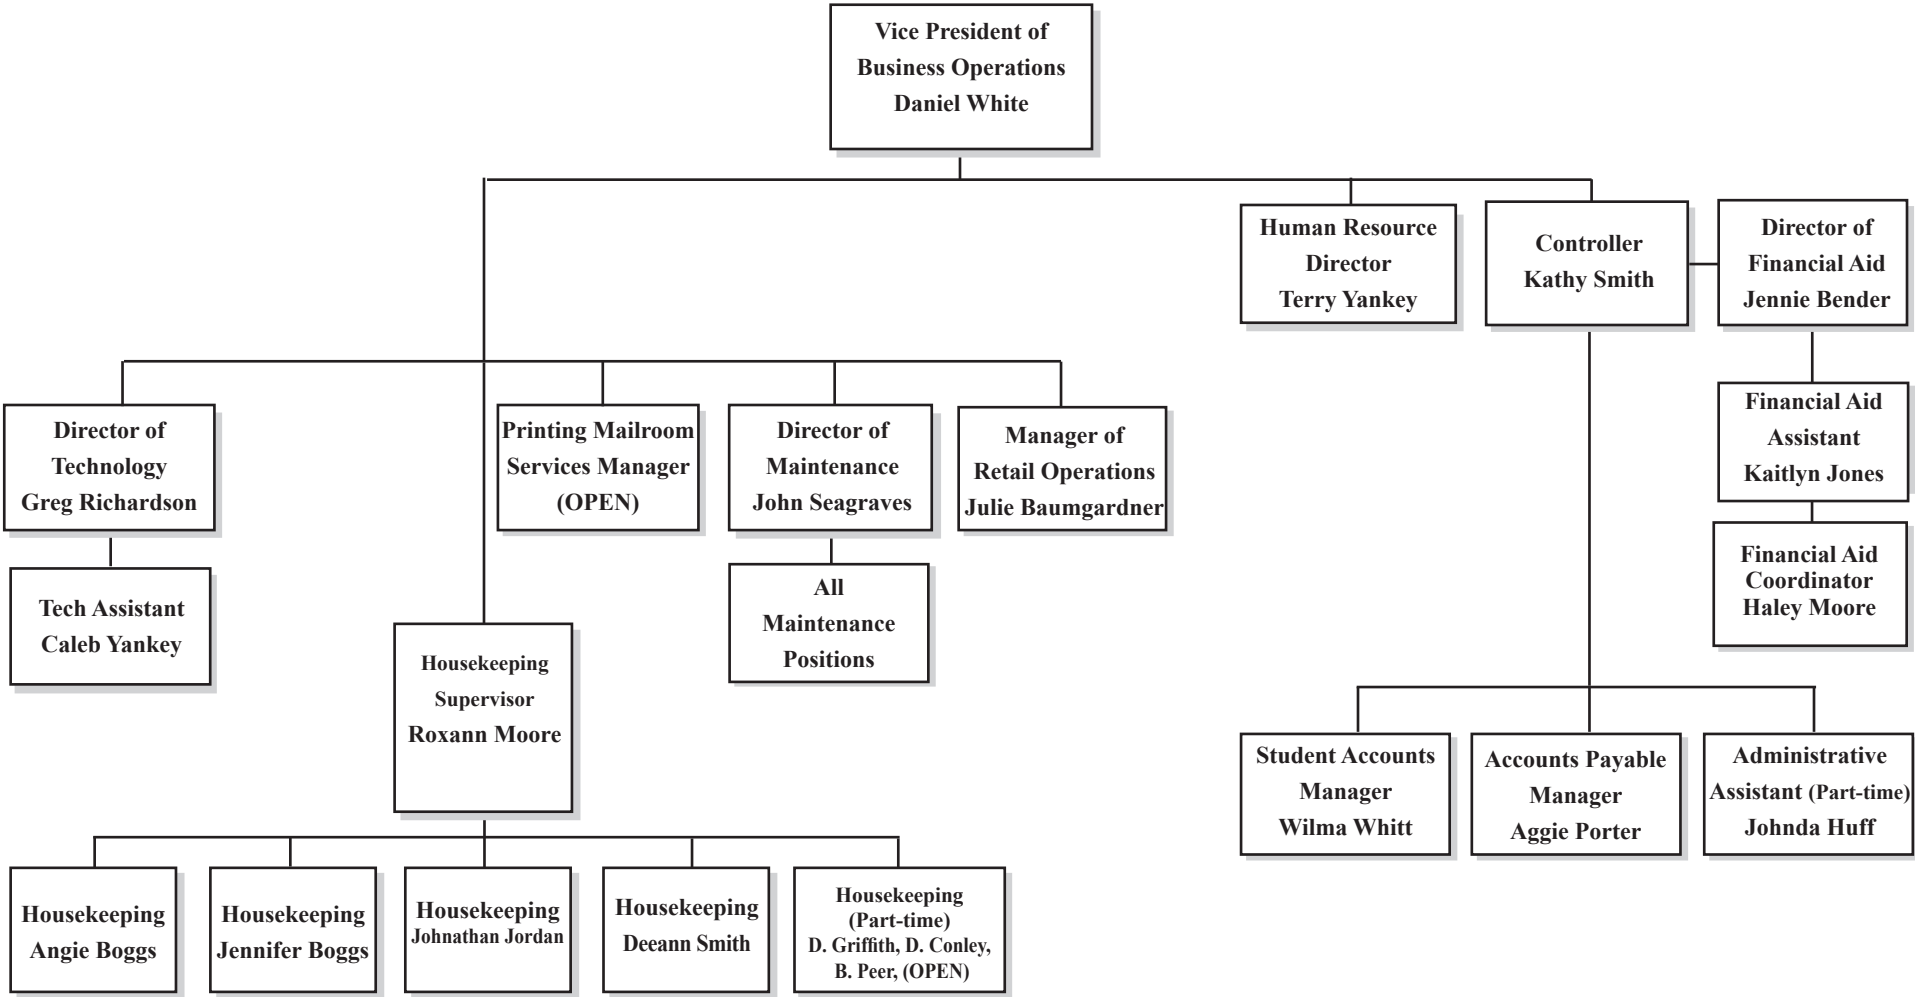 Vice President of
Business Operations
Daniel White
Human Resource
Director
Terry Yankey
Controller
Kathy Smith
Director of
Financial Aid
Jennie Bender
Financial Aid
Assistant
Kaitlyn Jones
Financial Aid
Coordinator
Haley Moore
Director of
Technology
Greg Richardson
Printing Mailroom
Services Manager
(OPEN)
Director of
Maintenance
John Seagraves
Manager of
Retail Operations
Julie Baumgardner
Tech Assistant
Caleb Yankey
All
Maintenance
Positions
Housekeeping
Supervisor
Roxann Moore
Student Accounts
Manager
Wilma Whitt
Accounts Payable
Manager
Aggie Porter
Administrative
Assistant (Part-time)
Johnda Huff
Housekeeping
Angie Boggs
Housekeeping
Jennifer Boggs
Housekeeping
Johnathan Jordan
Housekeeping
Deeann Smith
Housekeeping
(Part-time)
D. Griffith, D. Conley,
B. Peer, (OPEN)